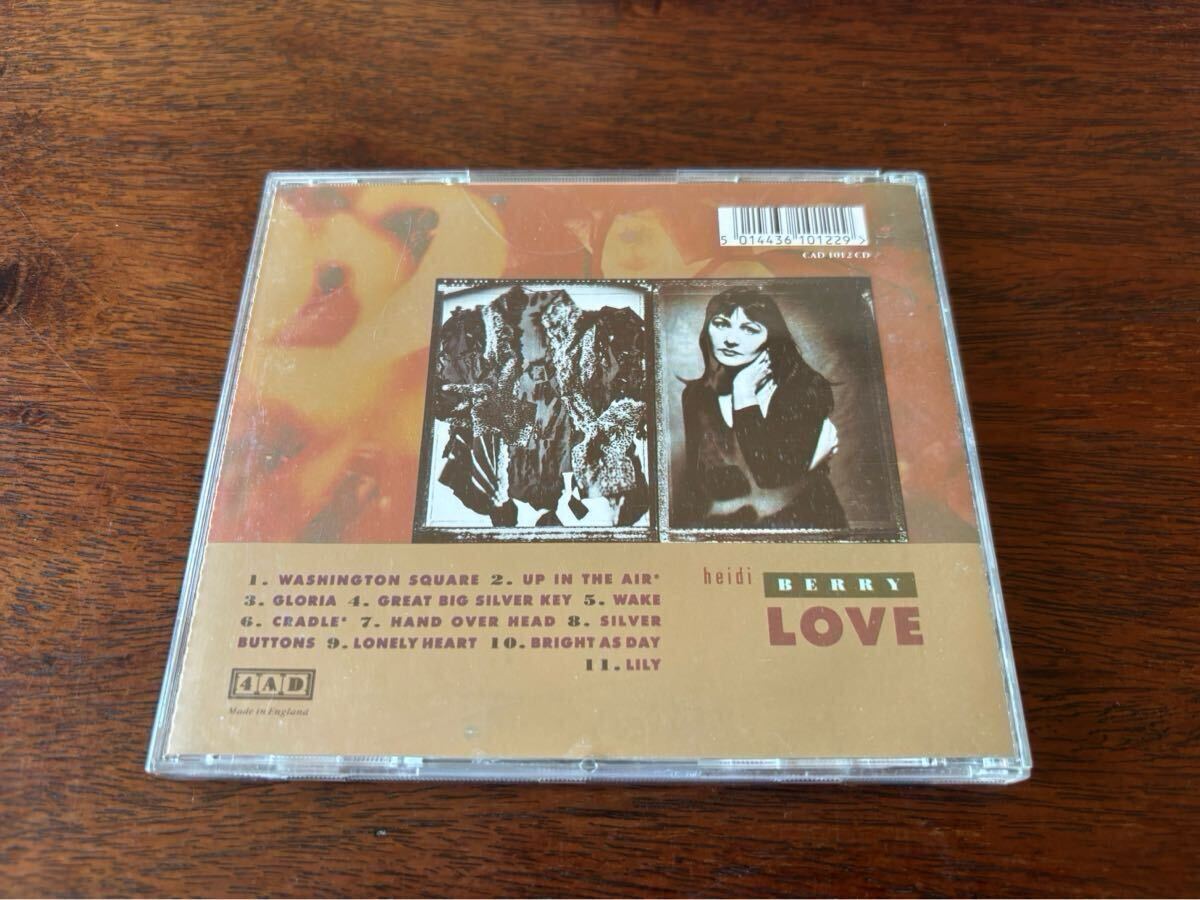 5 014436 101229 >
CAD 1012 CD
1. WASHINGTON SQUARE 2. UP IN THE AIR*
3. GLORIA 4. GREAT BIG SILVER KEY 5. WAKE
6. CRADLE* 7. HAND OVER HEAD 8. SILVER
BUTTONS 9. LONELY HEART 10. BRIGHT AS DAY
11. LILY
heidi BERRY
LOVE
4AD
Made in England